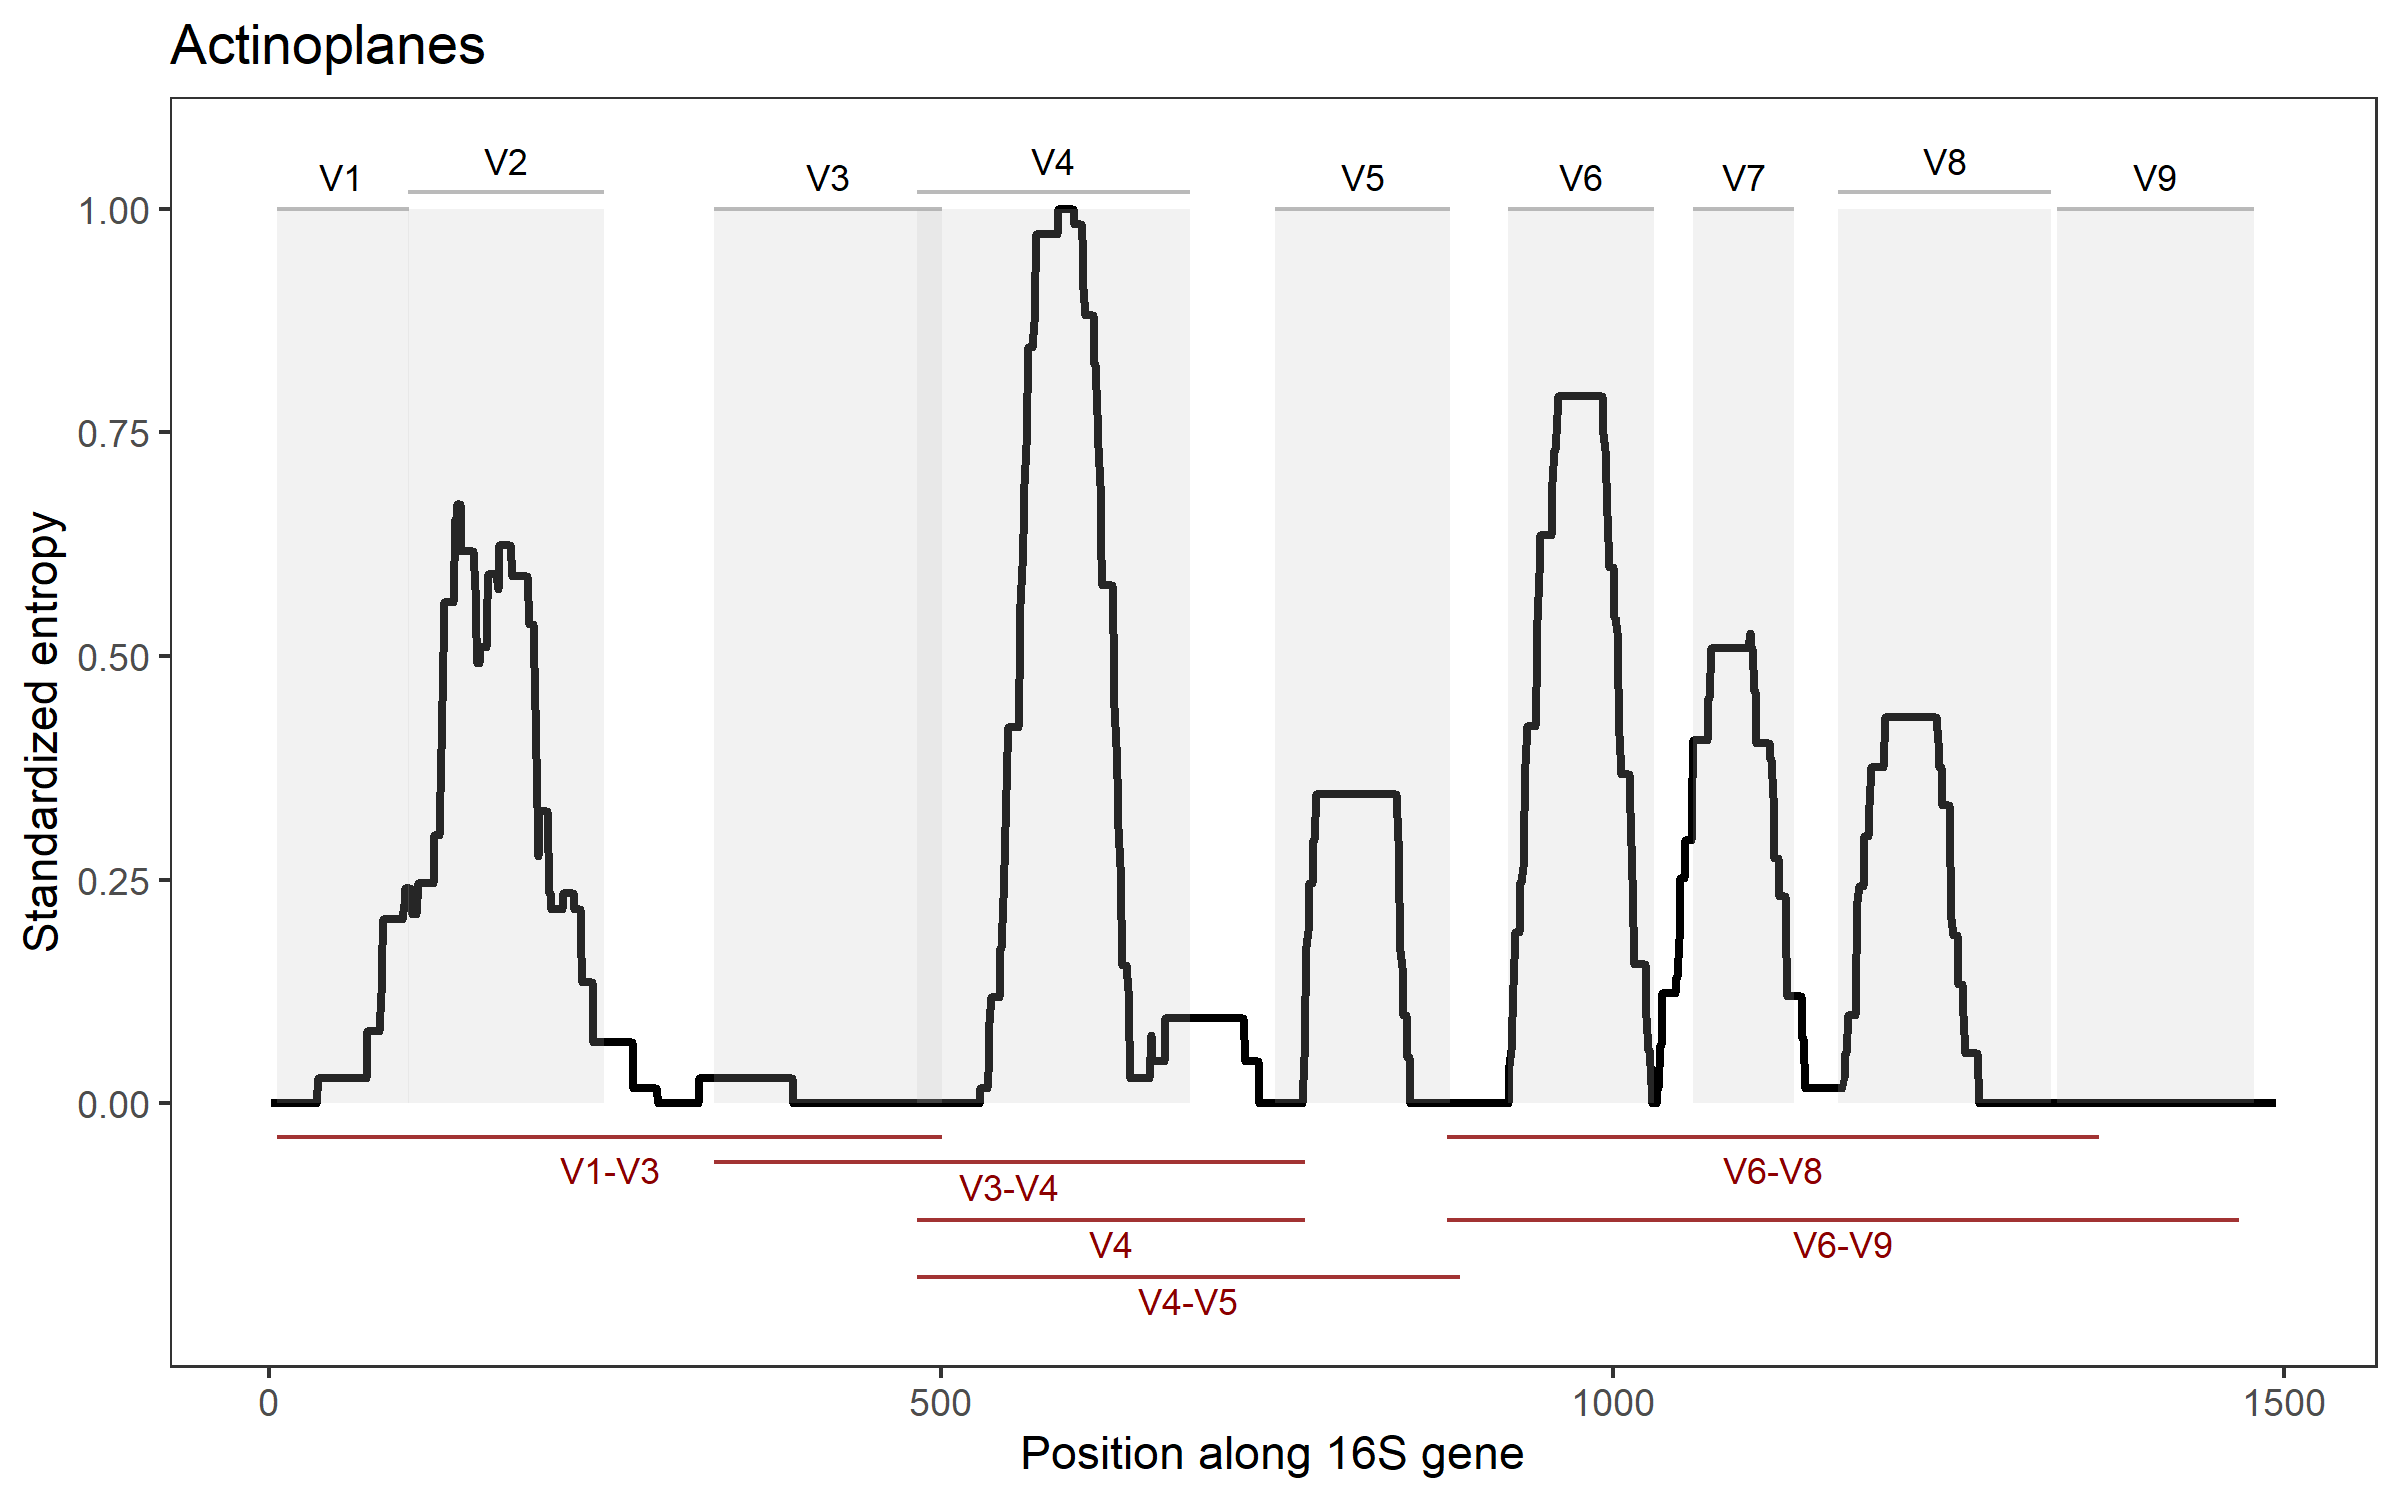 Actinoplanes
V1 V2 V3 V4 V5 V6 V7 V8 V9
1.00
0.75
0.50
0.25
0.00
Standardized entropy
V1-V3 V6-V8
V3-V4
V4 V6-V9
V4-V5
0 500 1000 1500
Position along 16S gene